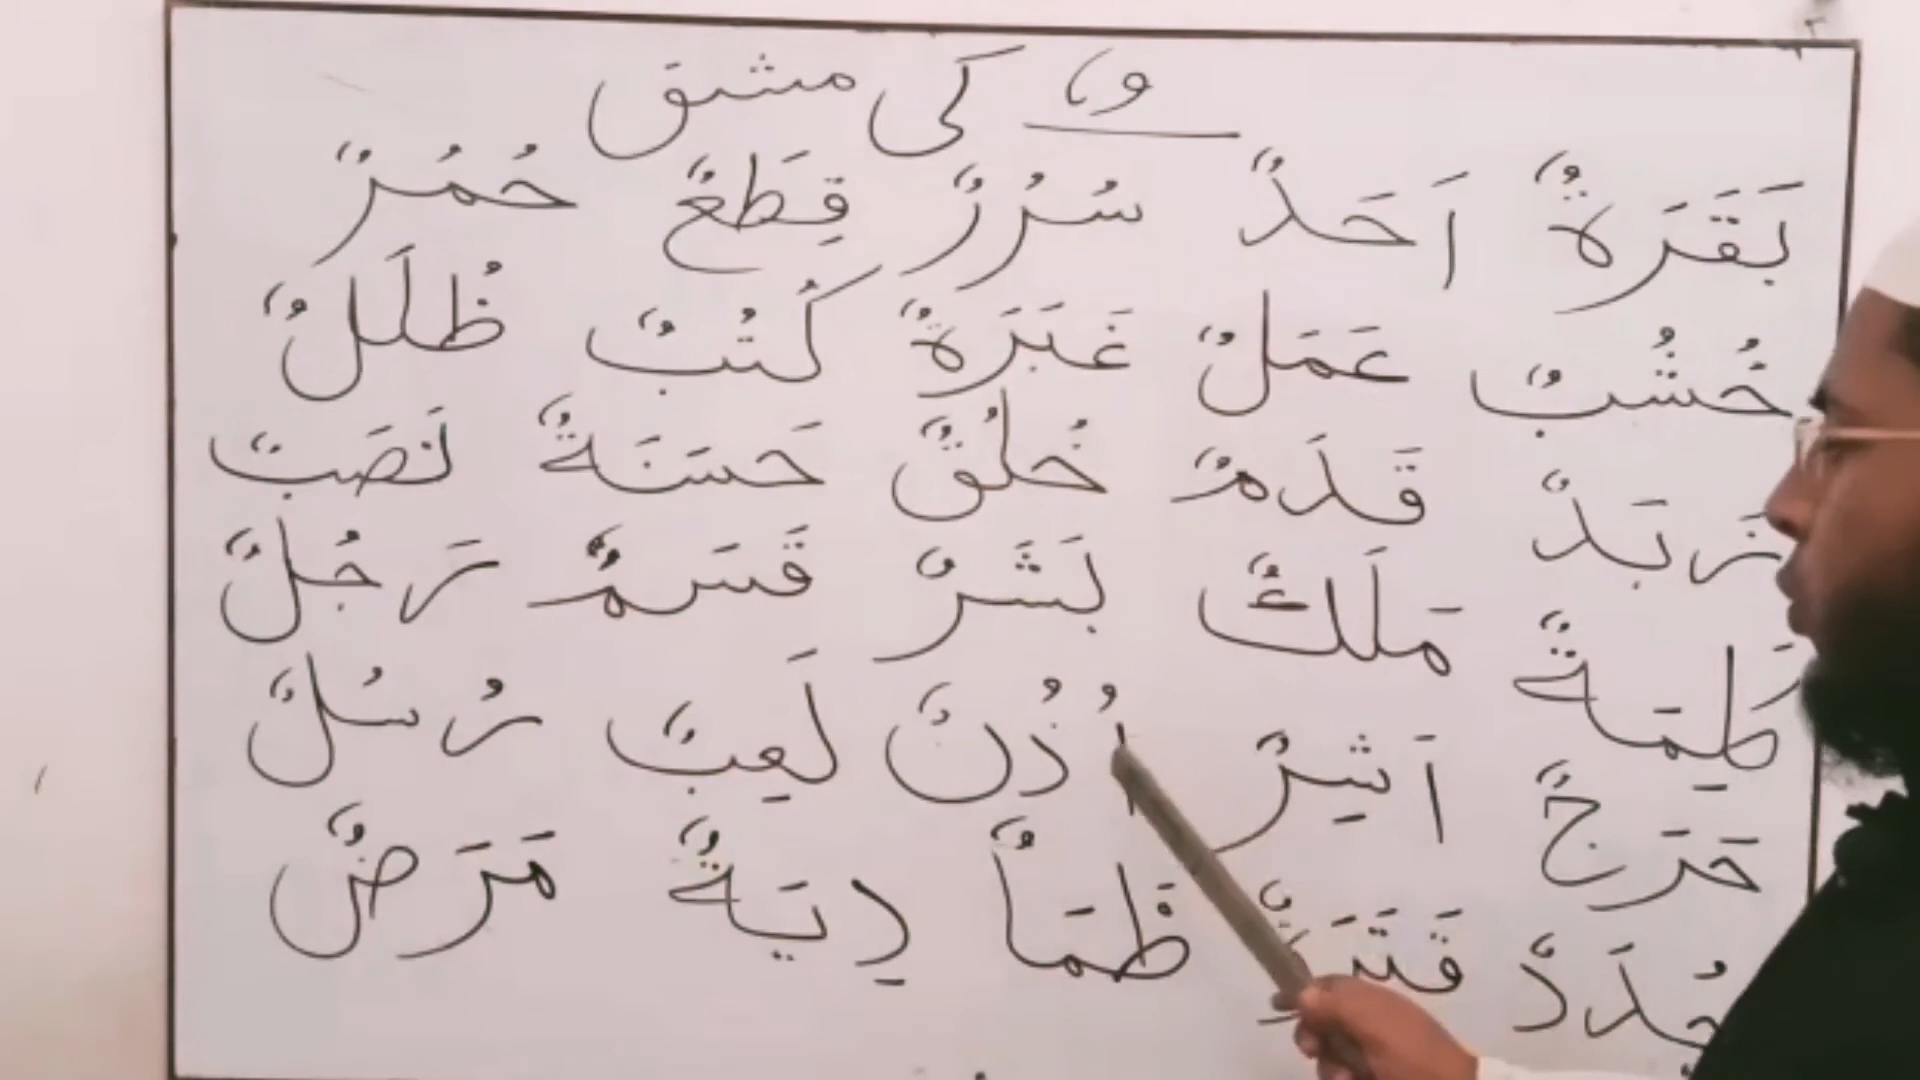 ٌ کی مشق
بَقَرَةٌ اَحَدٌ سُرُرٌ قِطَعٌ حُمُرٌ
خُشُبٌ عَمَلٌ غَبَرَةٌ كُتُبٌ ظُلَلٌ
زَبَدٌ قَدَمٌ خُلُقٌ حَسَنَةٌ نَصَبٌ
كَلِمَةٌ مَلَكٌ بَشَرٌ قَسَمٌ رَجُلٌ
حَرَجٌ اَشِرٌ اُذُنٌ لَعِبٌ رُسُلٌ
جُدَدٌ ظَمَأٌ دِيَةٌ مَرَضٌ